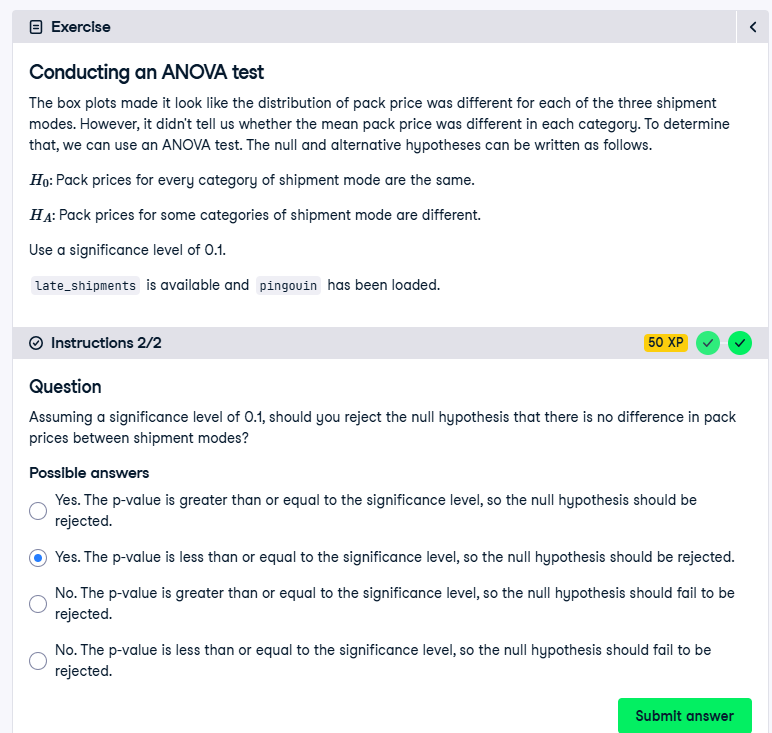 Exercise
Conducting an ANOVA test
The box plots made it look like the distribution of pack price was different for each of the three shipment
modes. However, it didn't tell us whether the mean pack price was different in each category. To determine
that, we can use an ANOVA test. The null and alternative hypotheses can be written as follows.
H0: Pack prices for every category of shipment mode are the same.
HA: Pack prices for some categories of shipment mode are different.
Use a significance level of 0.1.
late_shipments is available and pingouin has been loaded.
Instructions 2/2
50 XP
Question
Assuming a significance level of 0.1, should you reject the null hypothesis that there is no difference in pack
prices between shipment modes?
Possible answers
Yes. The p-value is greater than or equal to the significance level, so the null hypothesis should be
rejected.
Yes. The p-value is less than or equal to the significance level, so the null hypothesis should be rejected.
No. The p-value is greater than or equal to the significance level, so the null hypothesis should fail to be
rejected.
No. The p-value is less than or equal to the significance level, so the null hypothesis should fail to be
rejected.
Submit answer